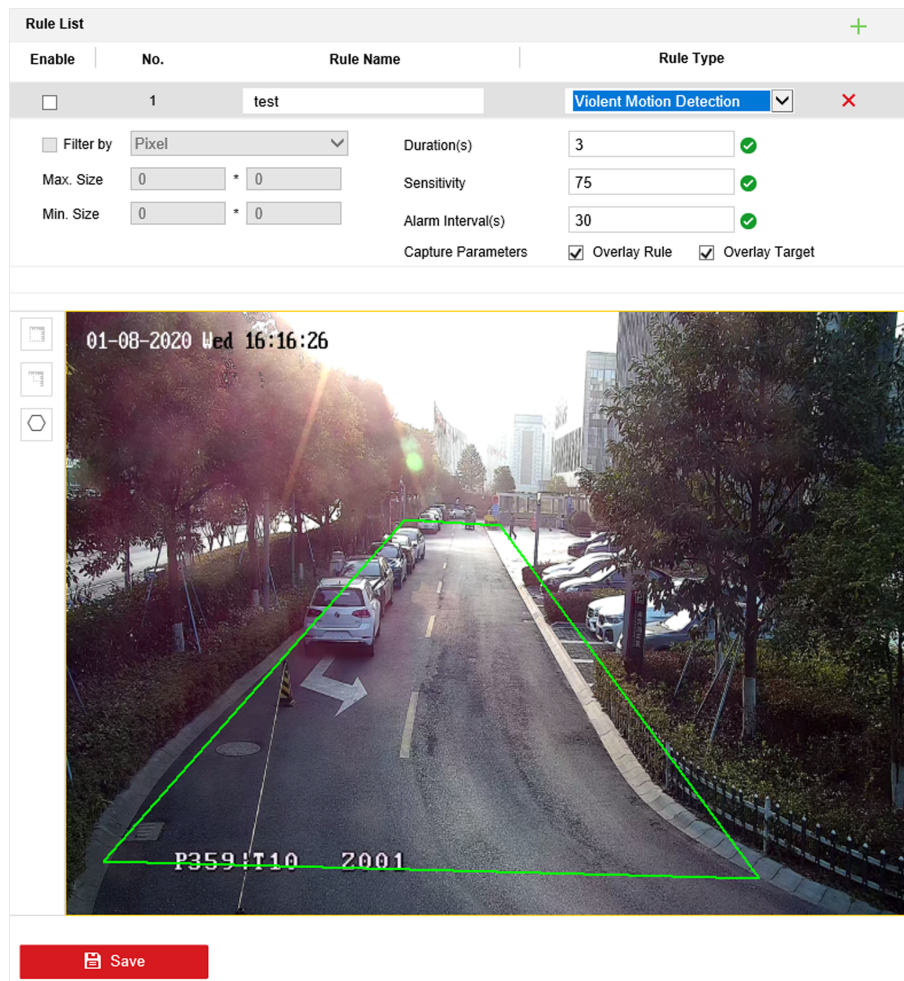 Rule List
Enable No. Rule Name Rule Type
1 test Violent Motion Detection
Filter by Pixel Duration(s) 3
Max. Size 0 * 0 Sensitivity 75
Min. Size 0 * 0 Alarm Interval(s) 30
Capture Parameters Overlay Rule Overlay Target
01-08-2020 Wed 16:16:26
P359 T10 Z001
Save